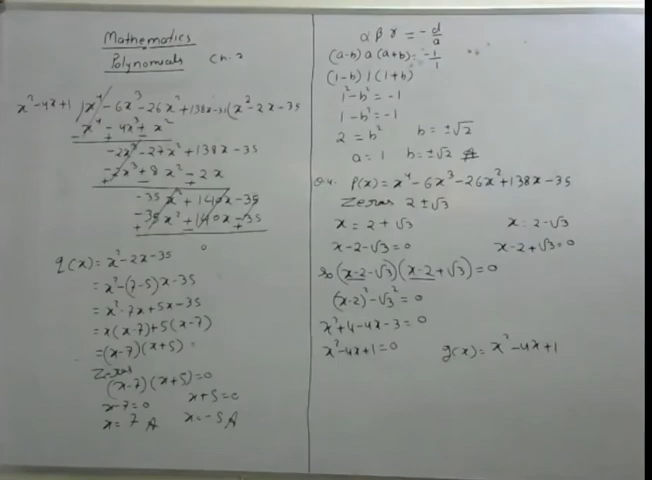 Mathematics
Polynomials Ch. 2
x²-4x+1 ) x⁴-6x³-26x²+138x-35 ( x²-2x-35
x⁴-4x³+x²
-2x³-27x²+138x-35
-2x³+8x²-2x
-35x²+140x-35
-35x²+140x-35
0
q(x)= x²-2x-35
= x²-(7-5)x-35
= x²-7x+5x-35
= x(x-7)+5(x-7)
=(x-7)(x+5)
Zeros
(x-7)(x+5)=0
x-7=0 x+5=0
x=7 A x=-5 A
α β γ = -d/a
(a-b) a (a+b)= -1/1
(1-b) 1 (1+b)
1²-b²=-1
1-b²=-1
2=b² b=±√2
a=1 b=±√2 A
Q.4. P(x)= x⁴-6x³-26x²+138x-35
Zeros 2±√3
x=2+√3 x=2-√3
x-2-√3=0 x-2+√3=0
So (x-2-√3)(x-2+√3)=0
(x-2)²-√3²=0
x²+4-4x-3=0
x²-4x+1=0 g(x)= x²-4x+1